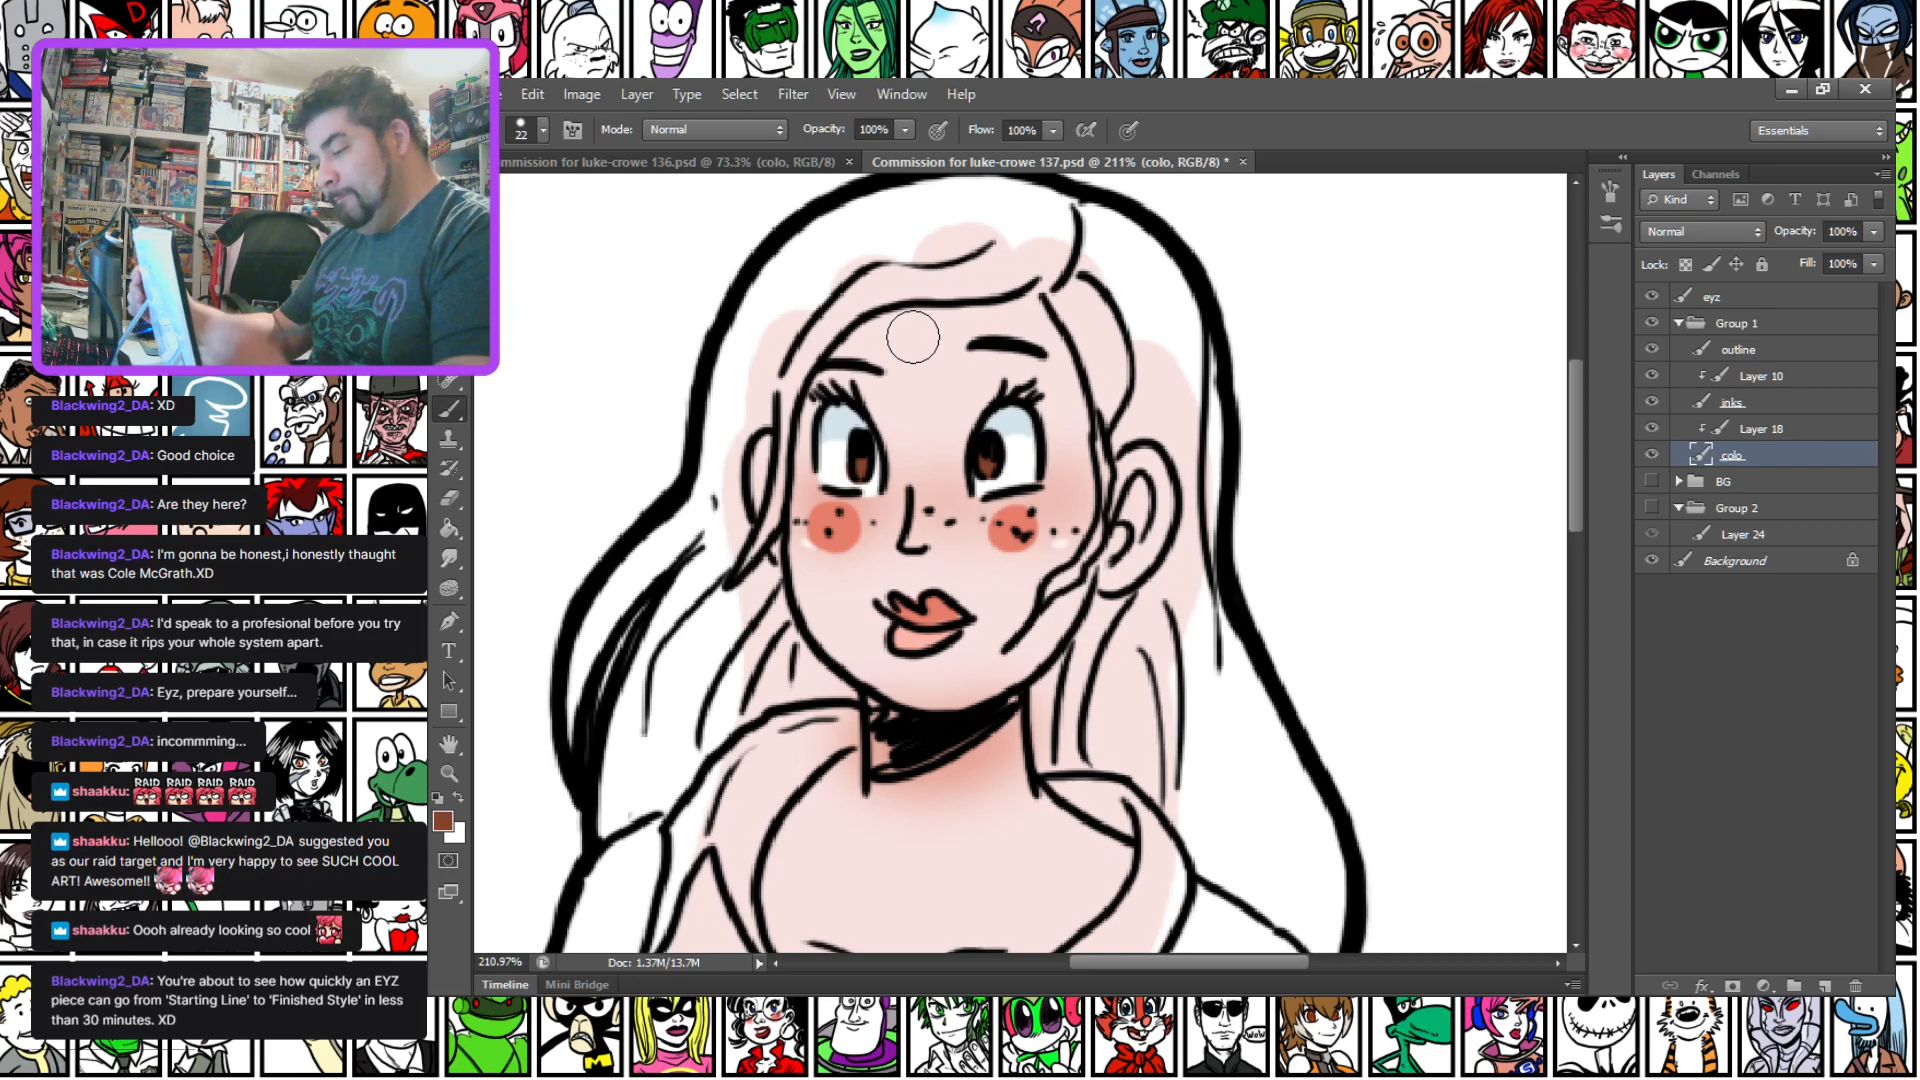 Edit Image Layer Type Select Filter View Window Help
22 Mode: Normal Opacity: 100% Flow: 100% Essentials
mmission for luke-crowe 136.psd @ 73.3% (colo, RGB/8) × Commission for luke-crowe 137.psd @ 211% (colo, RGB/8) * ×
Layers Channels
Kind
Normal Opacity: 100%
Lock: Fill: 100%
eyz
Group 1
outline
Layer 10
inks
Layer 18
colo
BG
Group 2
Layer 24
Background
Blackwing2_DA: XD
Blackwing2_DA: Good choice
Blackwing2_DA: Are they here?
Blackwing2_DA: I'm gonna be honest,i honestly thaught
that was Cole McGrath.XD
Blackwing2_DA: I'd speak to a profesional before you try
that, in case it rips your whole system apart.
Blackwing2_DA: Eyz, prepare yourself...
Blackwing2_DA: incommming...
shaakku: RAID RAID RAID RAID
shaakku: Hellooo! @Blackwing2_DA suggested you
as our raid target and I'm very happy to see SUCH COOL
ART! Awesome!!
shaakku: Oooh already looking so cool
Blackwing2_DA: You're about to see how quickly an EYZ
piece can go from 'Starting Line' to 'Finished Style' in less
than 30 minutes. XD
210.97% Doc: 1.37M/13.7M
Timeline Mini Bridge
WOW